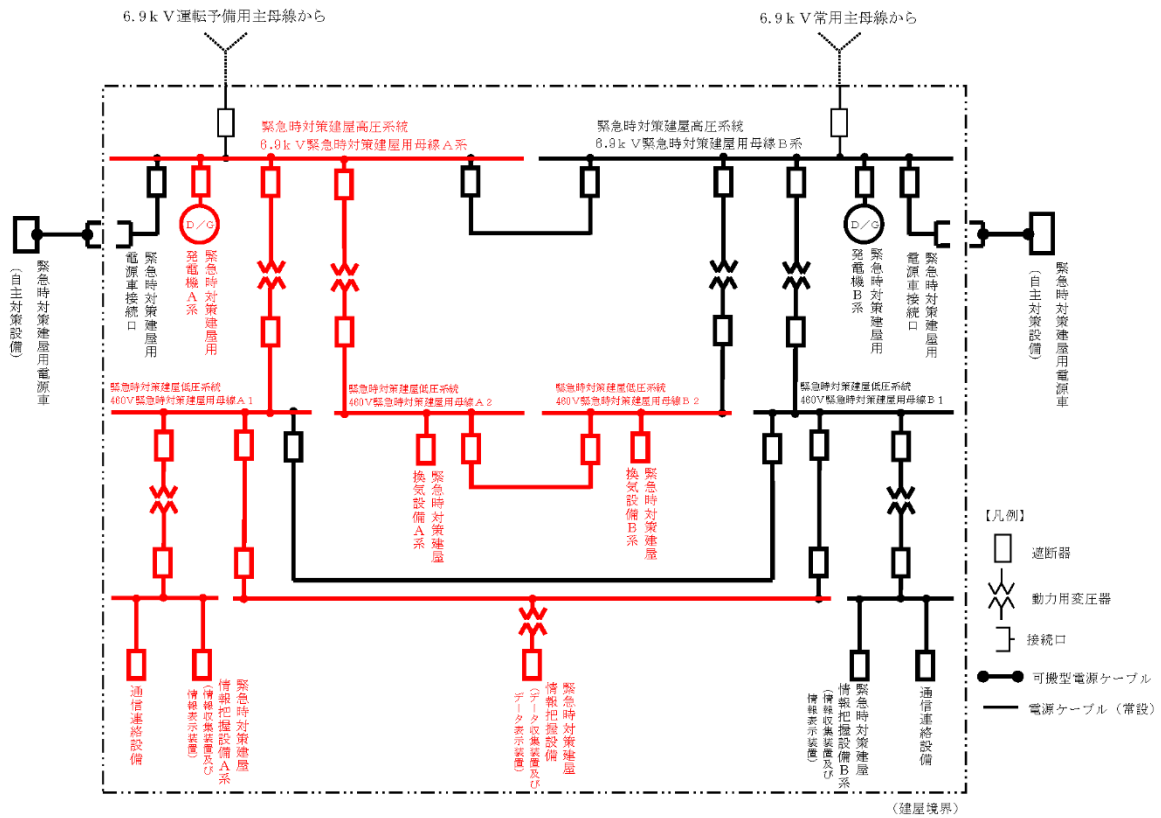 6.9kV運転予備用主母線から
6.9kV常用主母線から
緊急時対策建屋高圧系統
6.9kV緊急時対策建屋用母線A系
緊急時対策建屋高圧系統
6.9kV緊急時対策建屋用母線B系
緊急時対策建屋用電源車
(自主対策設備)
緊急時対策建屋用
電源車接続口
D/G
緊急時対策建屋用
発電機A系
D/G
緊急時対策建屋用
発電機B系
緊急時対策建屋用
電源車接続口
緊急時対策建屋用電源車
(自主対策設備)
緊急時対策建屋低圧系統
460V緊急時対策建屋用母線A1
緊急時対策建屋低圧系統
460V緊急時対策建屋用母線A2
緊急時対策建屋低圧系統
460V緊急時対策建屋用母線B2
緊急時対策建屋低圧系統
460V緊急時対策建屋用母線B1
緊急時対策建屋
換気設備A系
緊急時対策建屋
換気設備B系
通信連絡設備
緊急時対策建屋
情報把握設備A系
(情報収集装置及び
情報表示装置)
緊急時対策建屋
情報把握設備
(データ収集装置及び
データ表示装置)
緊急時対策建屋
情報把握設備B系
(情報収集装置及び
情報表示装置)
通信連絡設備
【凡例】
遮断器
動力用変圧器
接続口
可搬型電源ケーブル
電源ケーブル(常設)
(建屋境界)